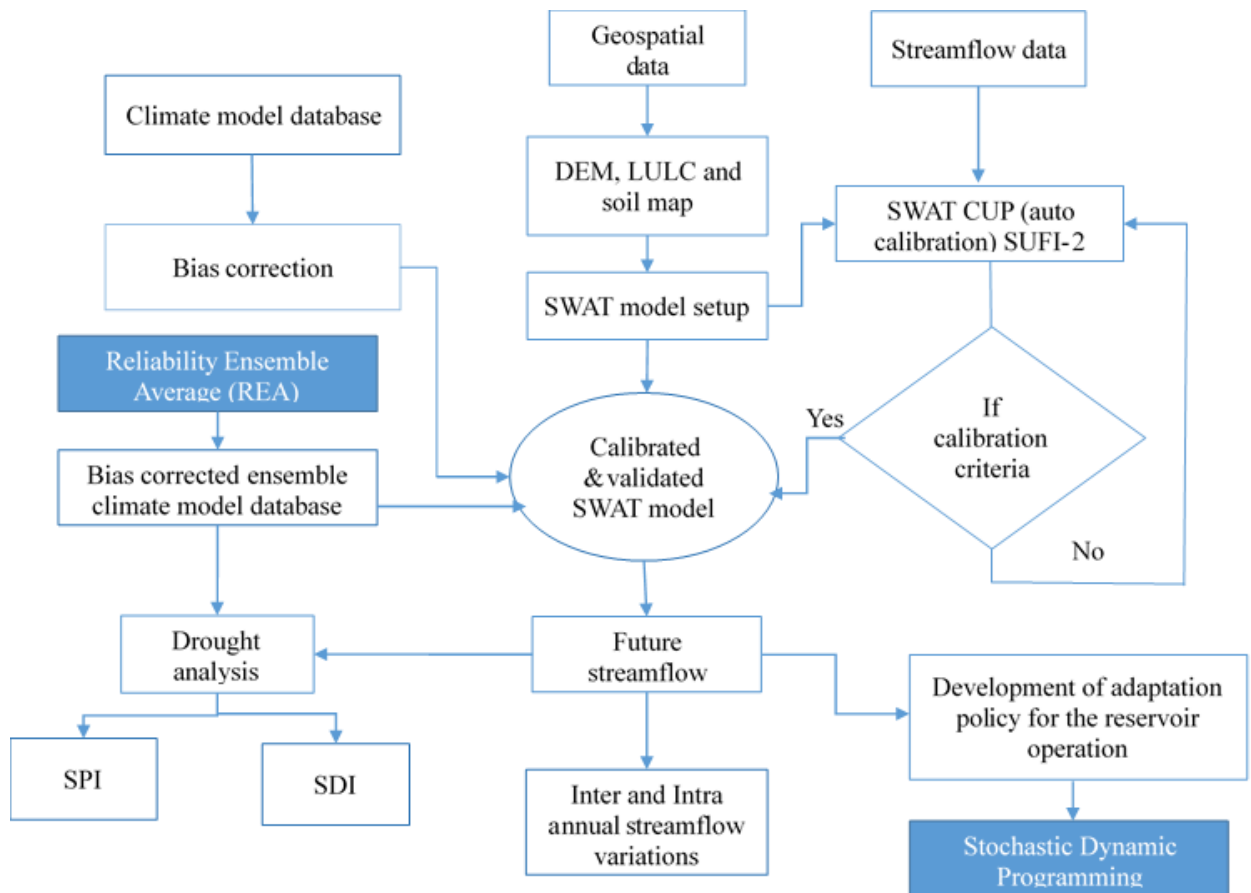 Geospatial
data
Streamflow data
Climate model database
DEM, LULC and
soil map
SWAT CUP (auto
calibration) SUFI-2
Bias correction
SWAT model setup
Reliability Ensemble
Average (REA)
Yes
If
calibration
criteria
Calibrated
& validated
SWAT model
Bias corrected ensemble
climate model database
No
Drought
analysis
Future
streamflow
Development of adaptation
policy for the reservoir
operation
SPI
SDI
Inter and Intra
annual streamflow
variations
Stochastic Dynamic
Programming